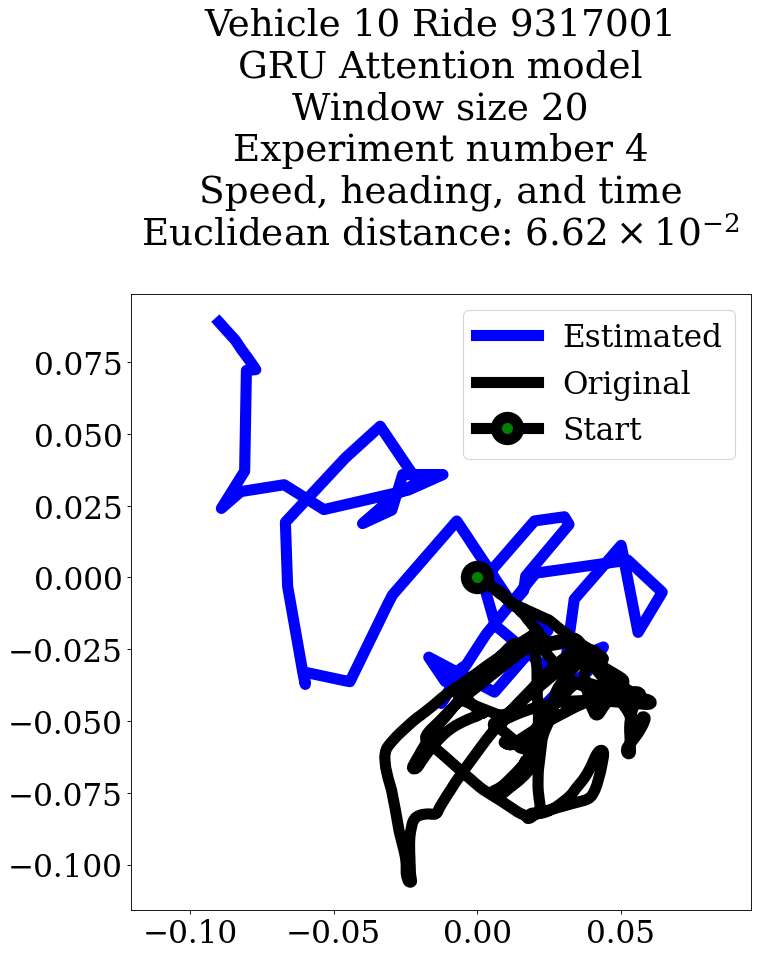 Vehicle 10 Ride 9317001
GRU Attention model
Window size 20
Experiment number 4
Speed, heading, and time
Euclidean distance: 6.62 × 10⁻²
Estimated
Original
Start
0.075
0.050
0.025
0.000
−0.025
−0.050
−0.075
−0.100
−0.10 −0.05 0.00 0.05